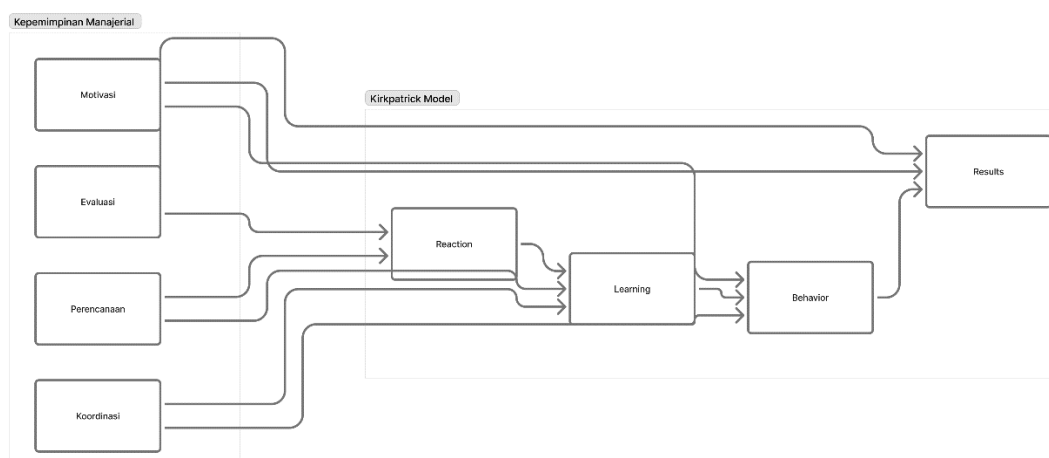 Kepemimpinan Manajerial
Motivasi
Evaluasi
Perencanaan
Koordinasi
Kirkpatrick Model
Reaction
Learning
Behavior
Results